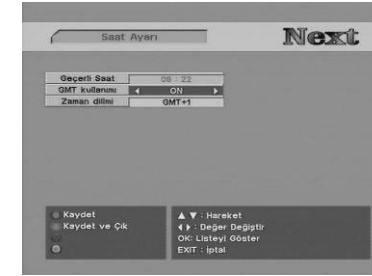 Saat Ayarı
Next
Geçerli Saat 08 : 22
GMT kullanımı ◀ ON ▶
Zaman dilimi GMT+1
Kaydet
Kaydet ve Çık
▲ ▼ : Hareket
◀ ▶ : Değer Değiştir
OK: Listeyi Göster
EXIT : İptal